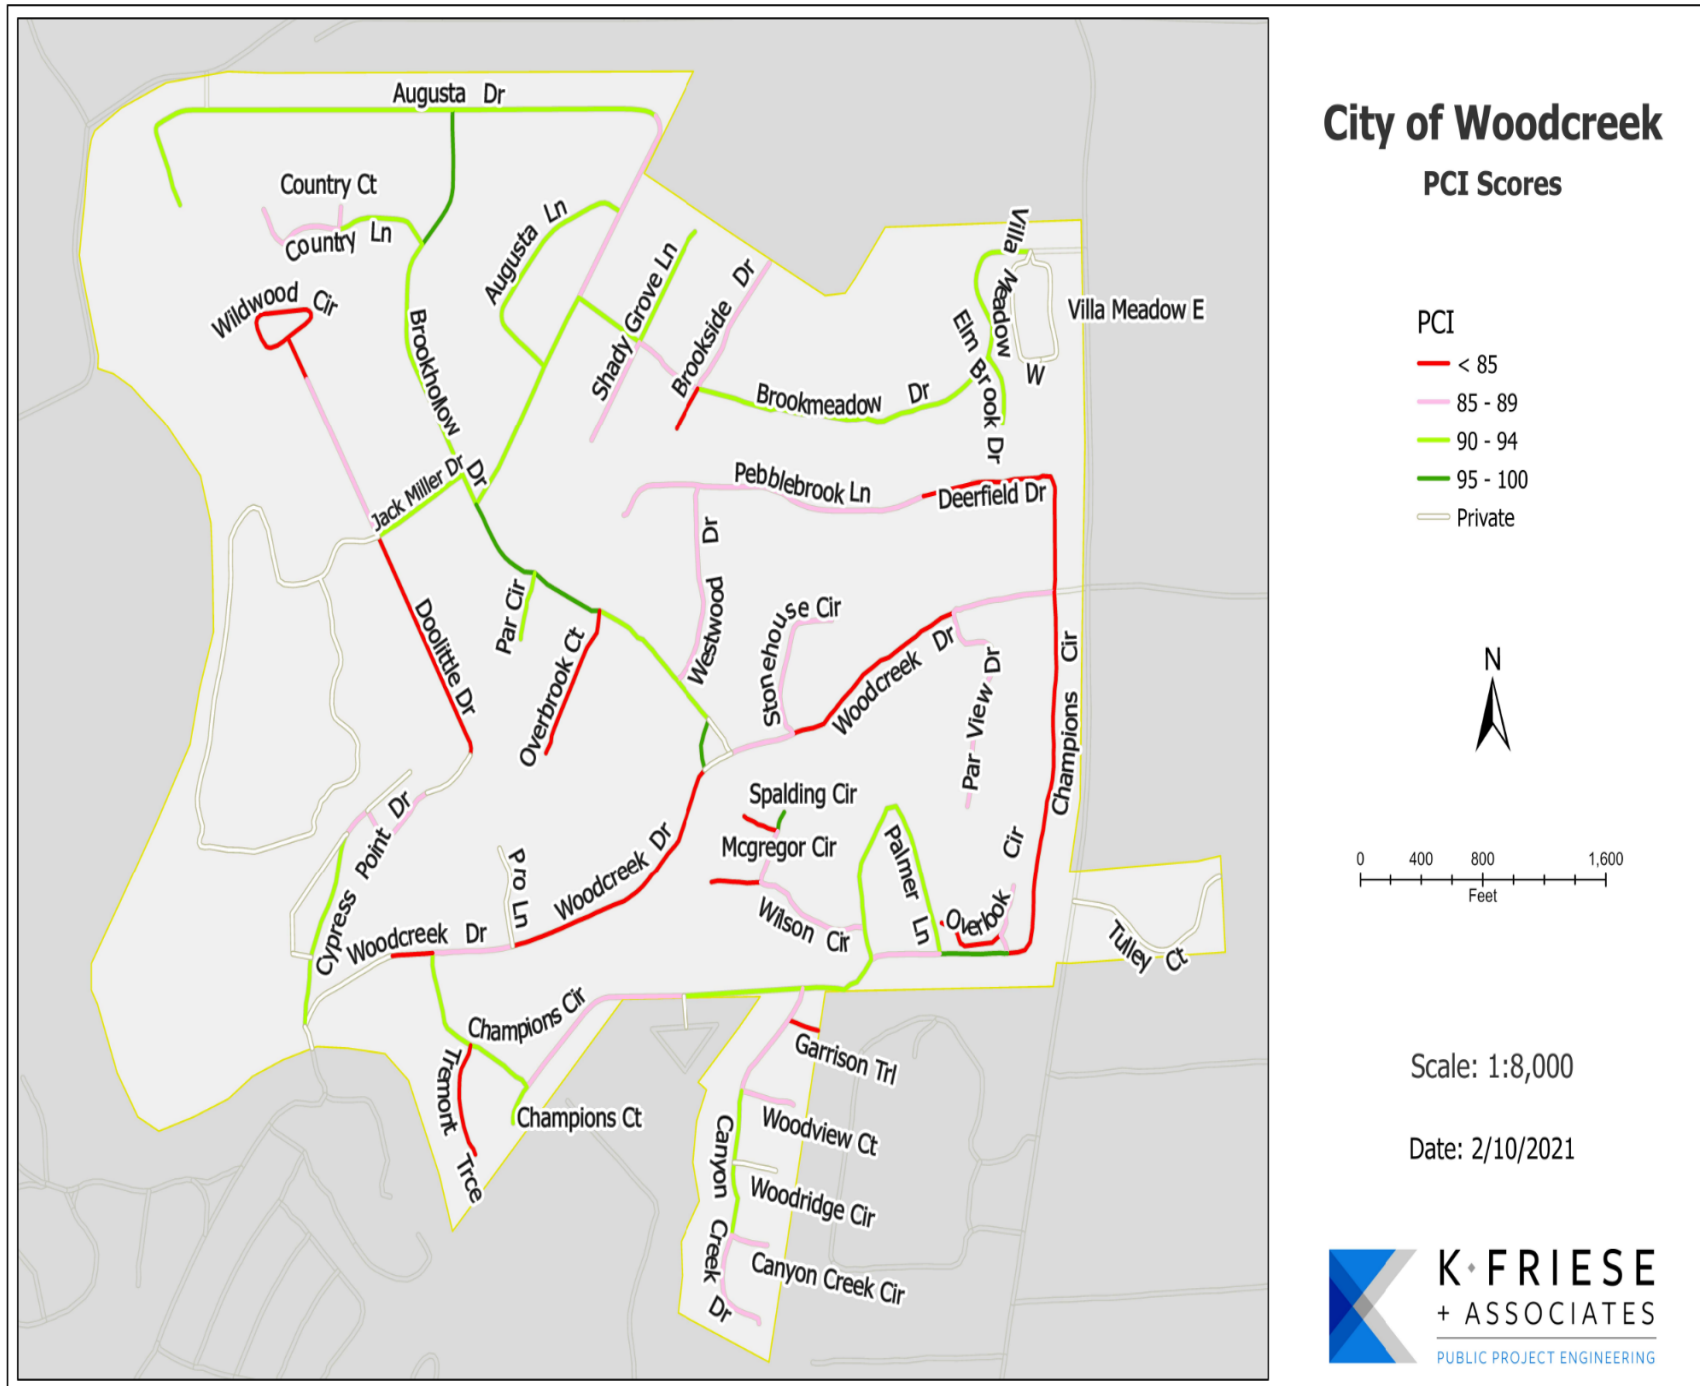 City of Woodcreek
PCI Scores
PCI
< 85
85 - 89
90 - 94
95 - 100
Private
N
0 400 800 1,600
Feet
Scale: 1:8,000
Date: 2/10/2021
K FRIESE
+ ASSOCIATES
PUBLIC PROJECT ENGINEERING
Augusta Dr
Country Ct
Country Ln
Augusta Ln
Wildwood Cir
Brookhollow Dr
Shady Grove Ln
Brookside Dr
Villa Meadow W
Villa Meadow E
Elm Brook Dr
Brookmeadow Dr
Jack Miller Dr
Pebblebrook Ln
Deerfield Dr
Westwood Dr
Par Cir
Stonehouse Cir
Doolittle Dr
Overbrook Ct
Woodcreek Dr
Par View Dr
Champions Cir
Spalding Cir
Cypress Point Dr
Mcgregor Cir
Palmer Ln
Pro Ln
Woodcreek Dr
Wilson Cir
Overbok Cir
Woodcreek Dr
Tulley Ct
Champions Cir
Garrison Trl
Tremont Trce
Champions Ct
Woodview Ct
Canyon Creek Dr
Woodridge Cir
Canyon Creek Cir